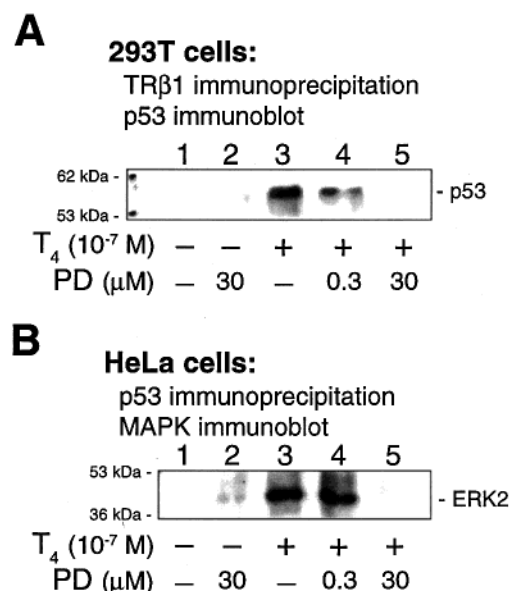 A
293T cells:
TRβ1 immunoprecipitation
p53 immunoblot
1 2 3 4 5
62 kDa -
- p53
53 kDa -
T4 (10-7 M) – – + + +
PD (μM) – 30 – 0.3 30
B
HeLa cells:
p53 immunoprecipitation
MAPK immunoblot
1 2 3 4 5
53 kDa -
- ERK2
36 kDa -
T4 (10-7 M) – – + + +
PD (μM) – 30 – 0.3 30